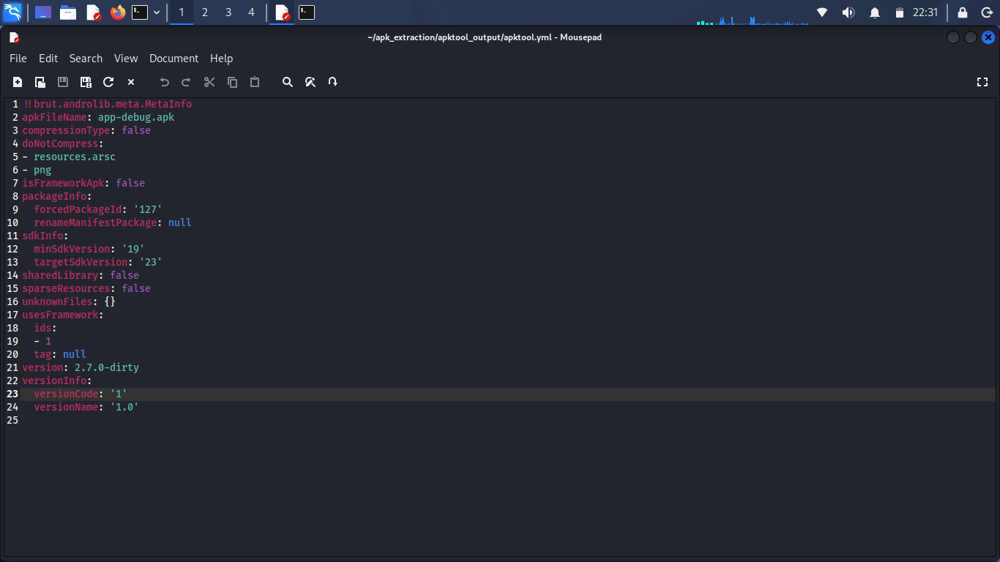 1 2 3 4 22:31
~/apk_extraction/apktool_output/apktool.yml - Mousepad
File Edit Search View Document Help
1 !!brut.androlib.meta.MetaInfo
2 apkFileName: app-debug.apk
3 compressionType: false
4 doNotCompress:
5 - resources.arsc
6 - png
7 isFrameworkApk: false
8 packageInfo:
9   forcedPackageId: '127'
10   renameManifestPackage: null
11 sdkInfo:
12   minSdkVersion: '19'
13   targetSdkVersion: '23'
14 sharedLibrary: false
15 sparseResources: false
16 unknownFiles: {}
17 usesFramework:
18   ids:
19   - 1
20   tag: null
21 version: 2.7.0-dirty
22 versionInfo:
23   versionCode: '1'
24   versionName: '1.0'
25